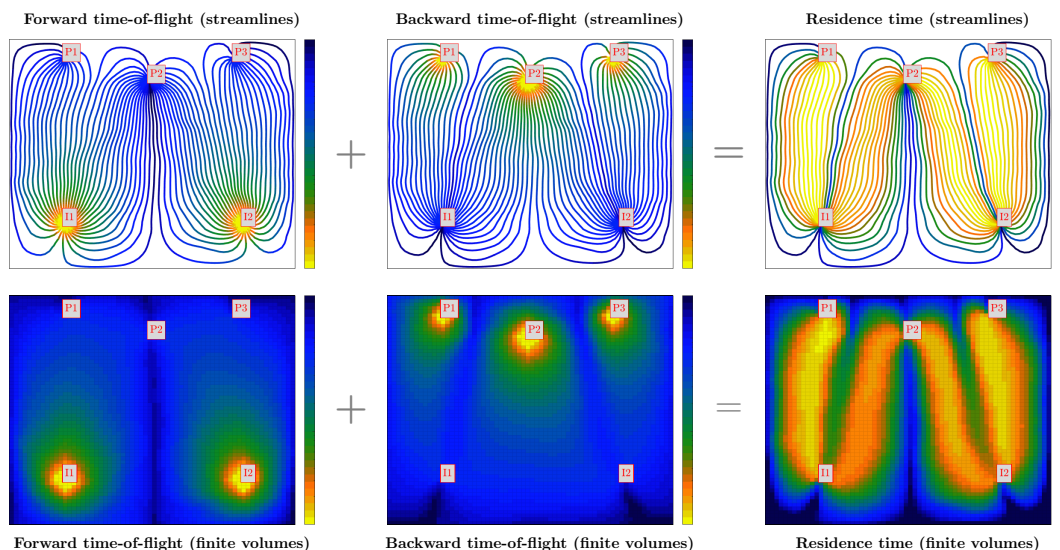 Forward time-of-flight (streamlines)
Backward time-of-flight (streamlines)
Residence time (streamlines)
P1
P2
P3
I1
I2
+
P1
P2
P3
I1
I2
=
P1
P2
P3
I1
I2
P1
P2
P3
I1
I2
+
P1
P2
P3
I1
I2
=
P1
P2
P3
I1
I2
Forward time-of-flight (finite volumes)
Backward time-of-flight (finite volumes)
Residence time (finite volumes)